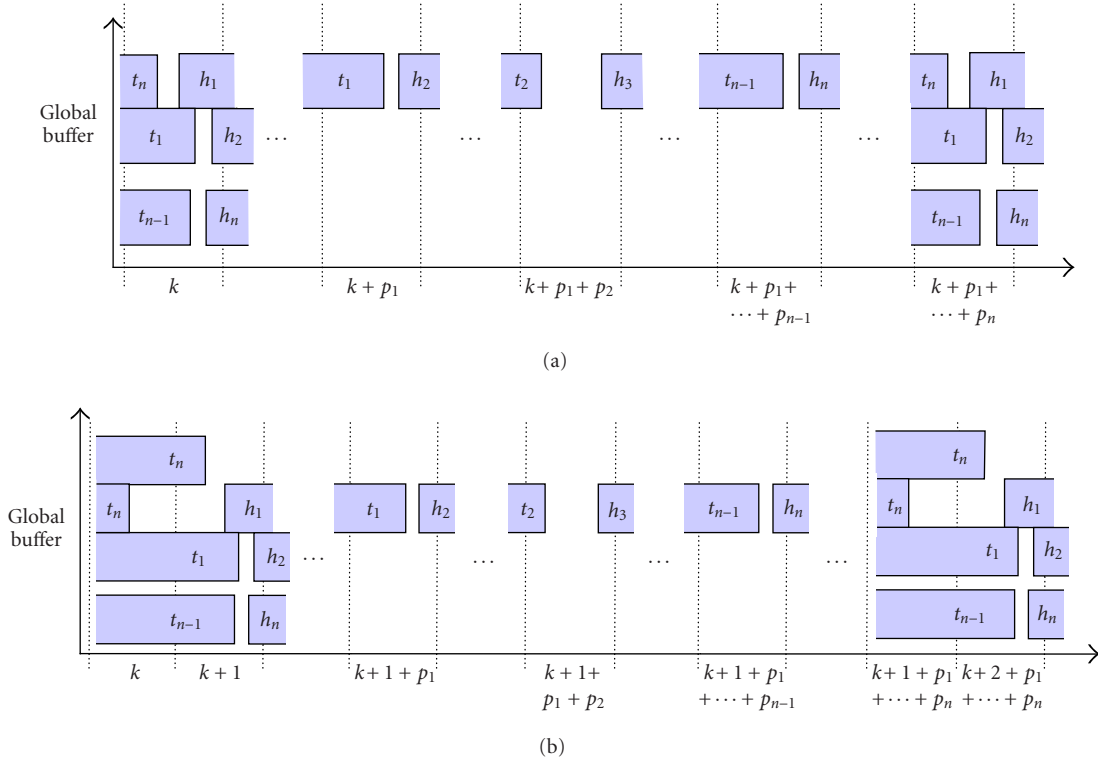 t_n h_1 t_1 h_2 t_2 h_3 t_{n–1} h_n t_n h_1
Global
buffer
t_1 h_2 ... ... ... ... t_1 h_2
t_{n–1} h_n t_{n–1} h_n
k k + p_1 k + p_1 + p_2 k + p_1 + k + p_1 +
··· + p_{n–1} ··· + p_n
(a)
t_n t_n
t_n h_1 t_1 h_2 t_2 h_3 t_{n–1} h_n t_n h_1
Global
buffer
t_1 h_2 ... ... ... ... t_1 h_2
t_{n–1} h_n t_{n–1} h_n
k k + 1 k + 1 + p_1 k + 1 + k + 1 + p_1 k + 1 + p_1 k + 2 + p_1
p_1 + p_2 + ··· + p_{n–1} + ··· + p_n + ··· + p_n
(b)